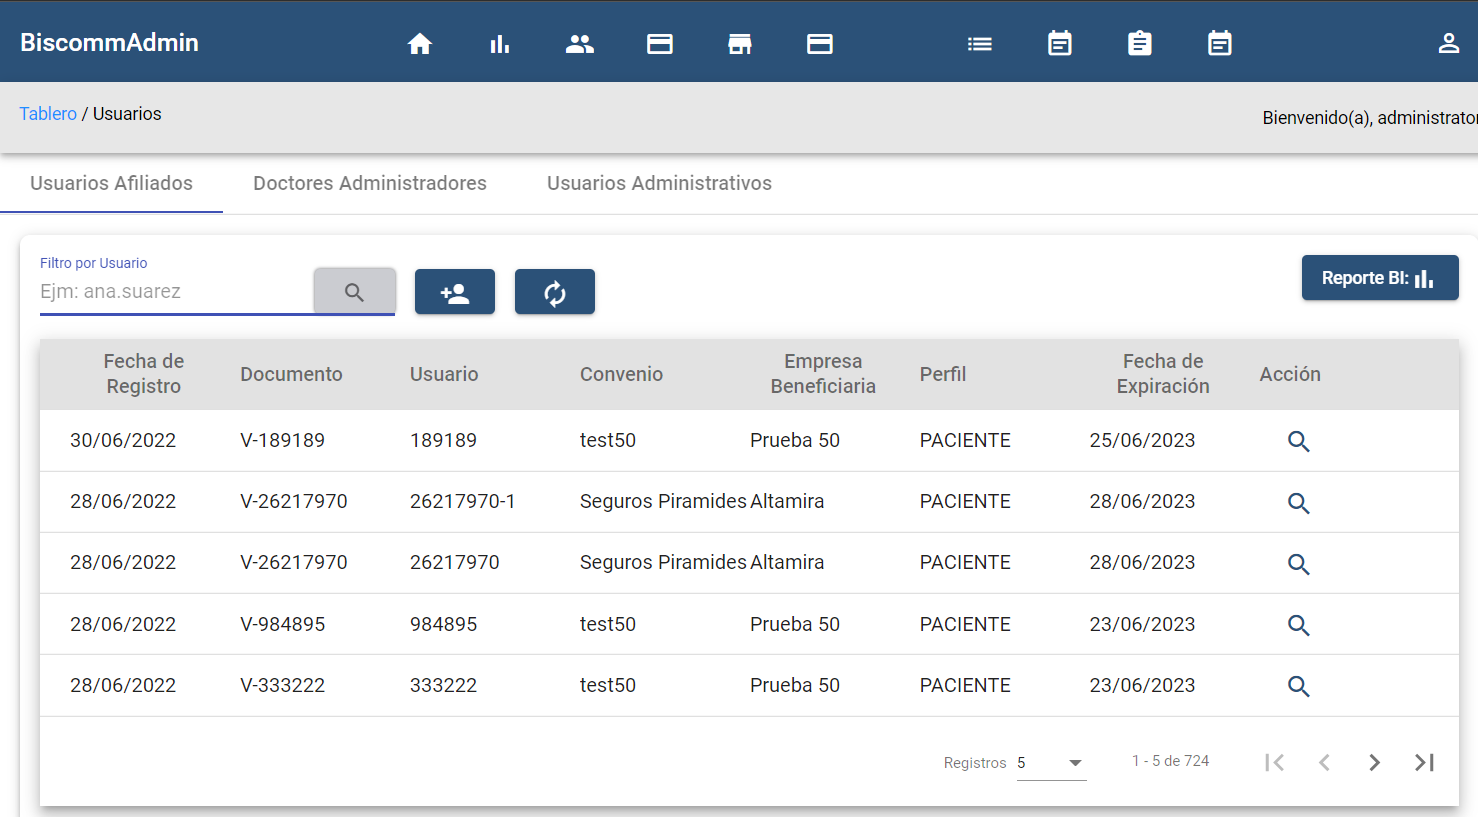 BiscommAdmin
Tablero / Usuarios
Bienvenido(a), administrator
Usuarios Afiliados Doctores Administradores Usuarios Administrativos
Filtro por Usuario
Ejm: ana.suarez
Reporte BI:
Fecha de Registro Documento Usuario Convenio Empresa Beneficiaria Perfil Fecha de Expiración Acción
30/06/2022 V-189189 189189 test50 Prueba 50 PACIENTE 25/06/2023
28/06/2022 V-26217970 26217970-1 Seguros Piramides Altamira PACIENTE 28/06/2023
28/06/2022 V-26217970 26217970 Seguros Piramides Altamira PACIENTE 28/06/2023
28/06/2022 V-984895 984895 test50 Prueba 50 PACIENTE 23/06/2023
28/06/2022 V-333222 333222 test50 Prueba 50 PACIENTE 23/06/2023
Registros 5 1 - 5 de 724